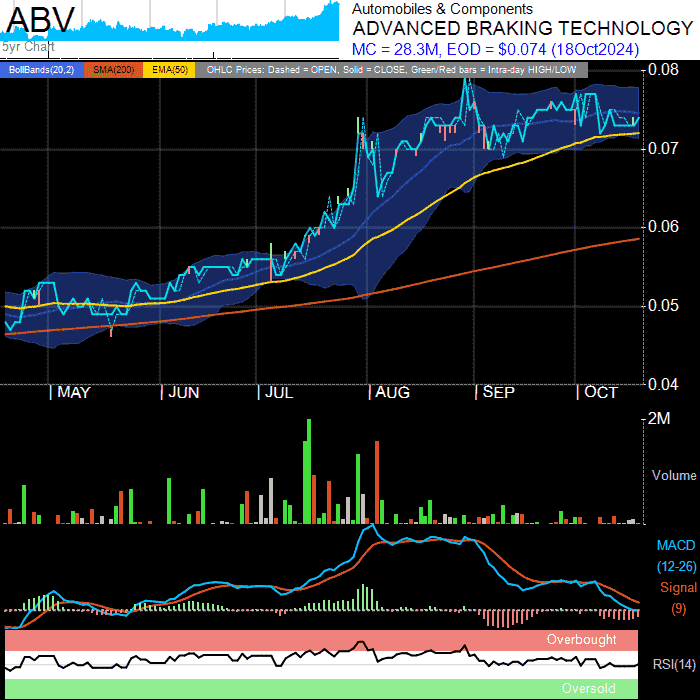 ABV
5yr Chart
Automobiles & Components
ADVANCED BRAKING TECHNOLOGY
MC = 28.3M, EOD = $0.074 (18Oct2024)
BollBands(20,2) SMA(200) EMA(50) OHLC Prices: Dashed = OPEN, Solid = CLOSE, Green/Red bars = Intra-day HIGH/LOW
0.08
0.07
0.06
0.05
0.04
MAY JUN JUL AUG SEP OCT
2M
Volume
MACD
(12-26)
Signal
(9)
Overbought
RSI(14)
Oversold